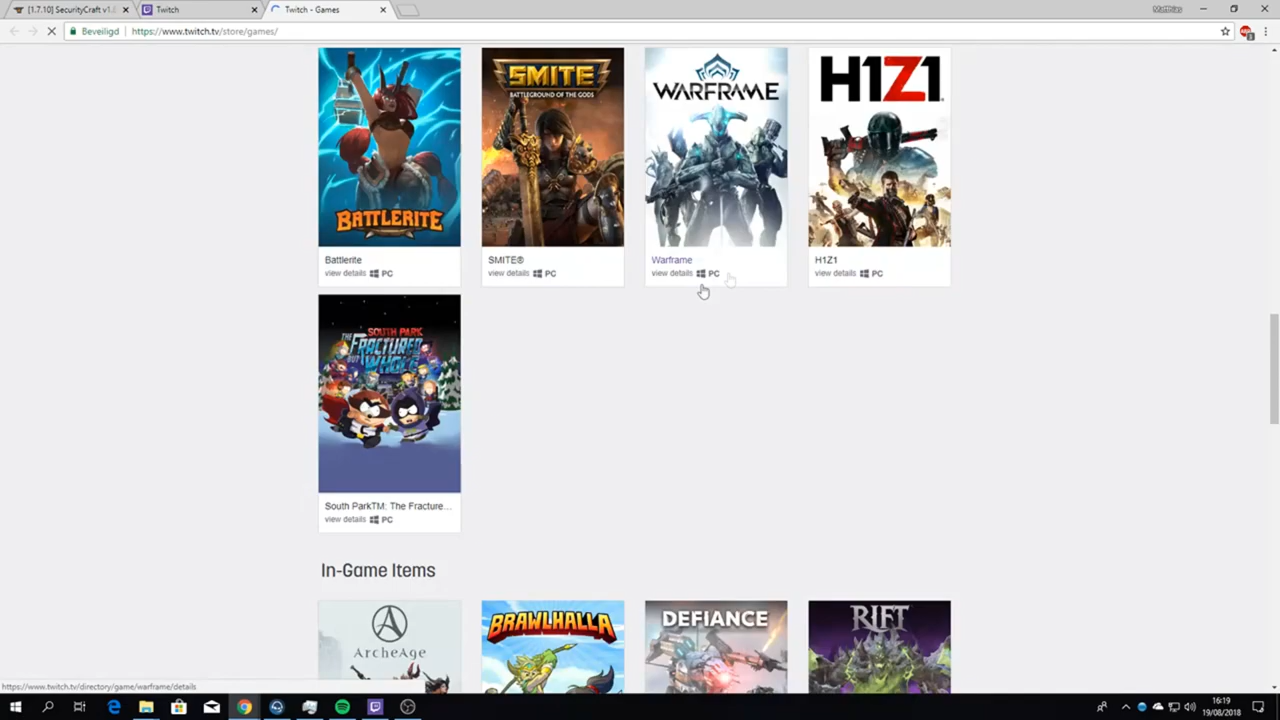 [1.7.10] SecurityCraft v1.8
Twitch
Twitch - Games
Matthias
Beveiligd
https://www.twitch.tv/store/games/
BATTLERITE
SMITE
BATTLEGROUND OF THE GODS
WARFRAME
H1Z1
Battlerite
view details PC
SMITE®
view details PC
Warframe
view details PC
H1Z1
view details PC
SOUTH PARK
THE FRACTURED BUT WHOLE
South ParkTM: The Fracture...
view details PC
In-Game Items
ARCHEAGE
BRAWLHALLA
DEFIANCE
RIFT
https://www.twitch.tv/directory/game/warframe/details
16:19
19/08/2018